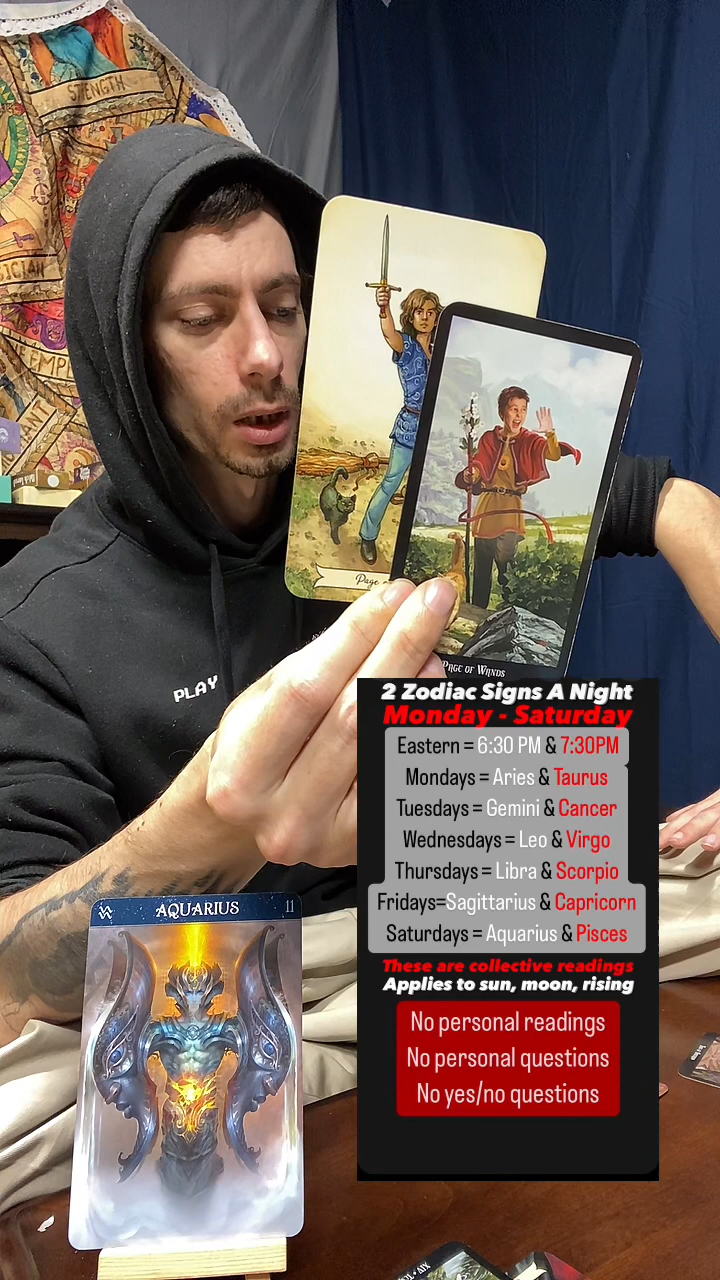 STRENGTH
PLAY
Page
PAGE OF WANDS
2 Zodiac Signs A Night
Monday - Saturday
Eastern = 6:30 PM & 7:30PM
Mondays = Aries & Taurus
Tuesdays = Gemini & Cancer
Wednesdays = Leo & Virgo
Thursdays = Libra & Scorpio
Fridays=Sagittarius & Capricorn
Saturdays = Aquarius & Pisces
These are collective readings
Applies to sun, moon, rising
No personal readings
No personal questions
No yes/no questions
AQUARIUS 11